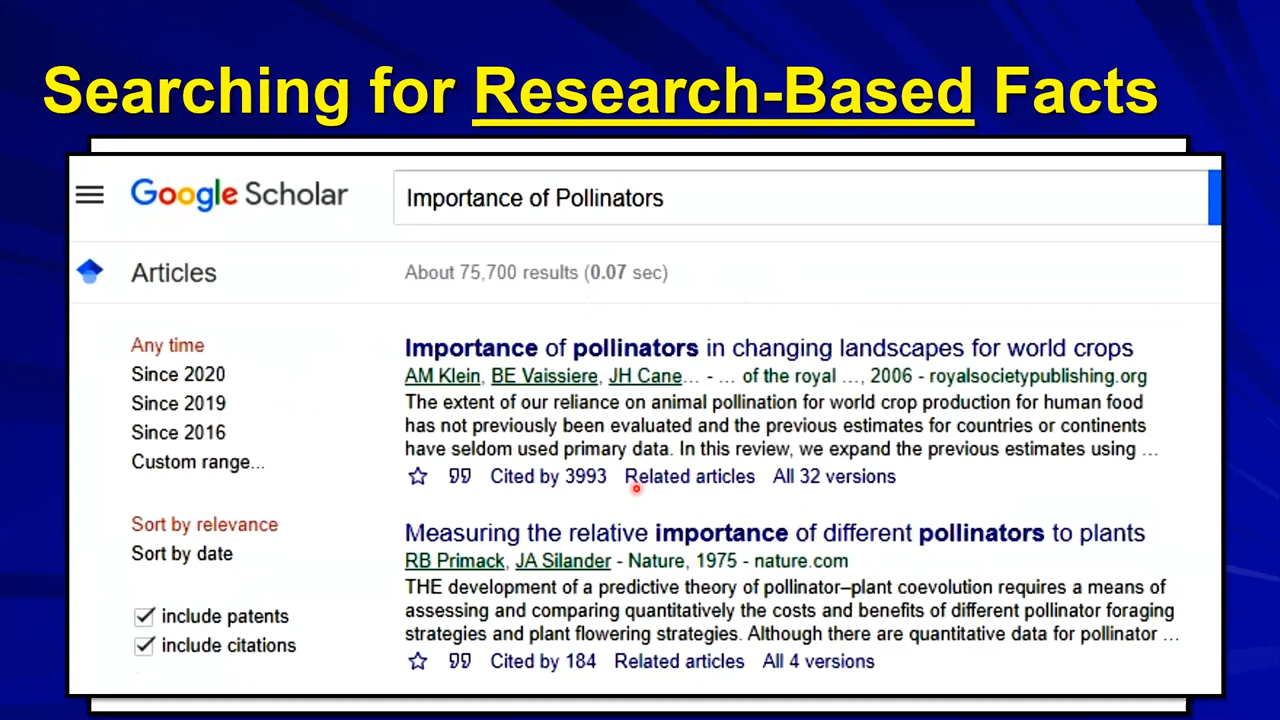 Searching for Research-Based Facts
Google Scholar
Importance of Pollinators
Articles
About 75,700 results (0.07 sec)
Any time
Since 2020
Since 2019
Since 2016
Custom range...
Sort by relevance
Sort by date
include patents
include citations
Importance of pollinators in changing landscapes for world crops
AM Klein, BE Vaissiere, JH Cane... - ... of the royal ..., 2006 - royalsocietypublishing.org
The extent of our reliance on animal pollination for world crop production for human food
has not previously been evaluated and the previous estimates for countries or continents
have seldom used primary data. In this review, we expand the previous estimates using ...
Cited by 3993 Related articles All 32 versions
Measuring the relative importance of different pollinators to plants
RB Primack, JA Silander - Nature, 1975 - nature.com
THE development of a predictive theory of pollinator–plant coevolution requires a means of
assessing and comparing quantitatively the costs and benefits of different pollinator foraging
strategies and plant flowering strategies. Although there are quantitative data for pollinator ...
Cited by 184 Related articles All 4 versions